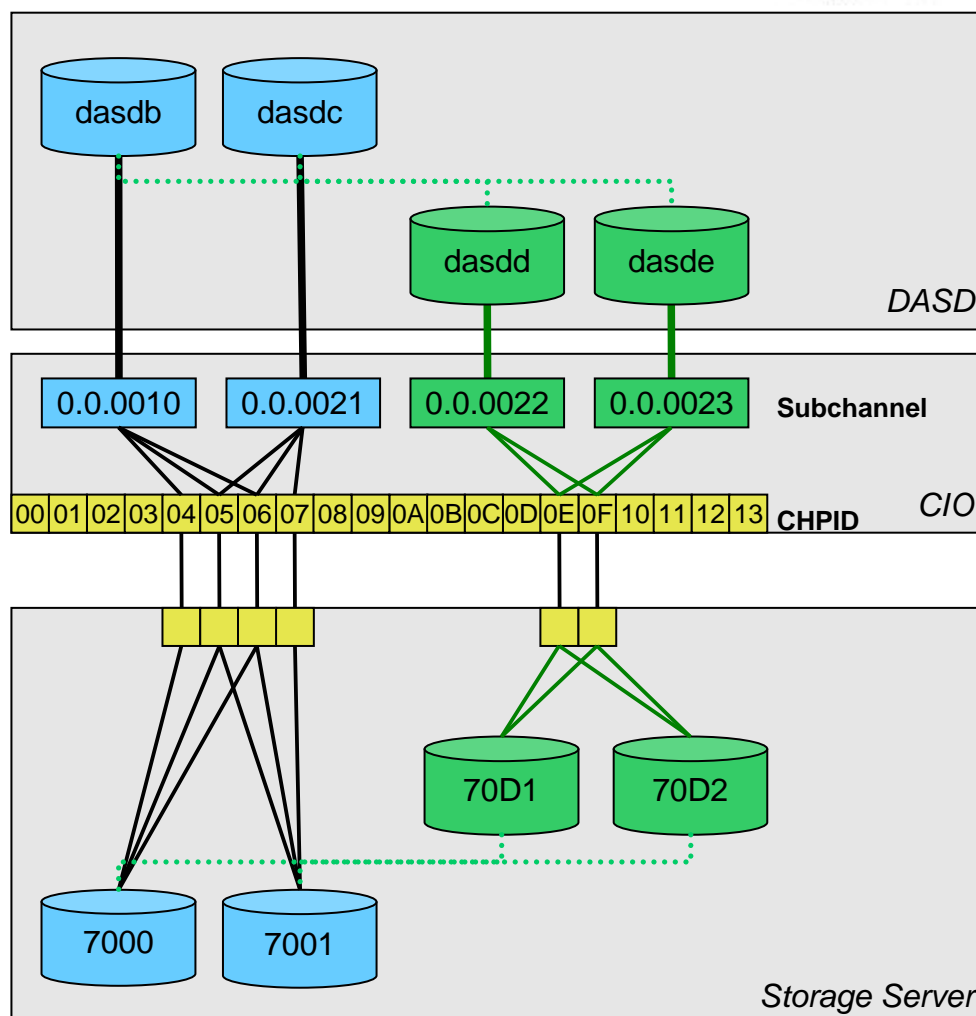 dasdb dasdc
dasdd dasde
DASD
0.0.0010 0.0.0021 0.0.0022 0.0.0023 Subchannel
00 01 02 03 04 05 06 07 08 09 0A 0B 0C 0D 0E 0F 10 11 12 13 CHPID CIO
70D1 70D2
7000 7001
Storage Server